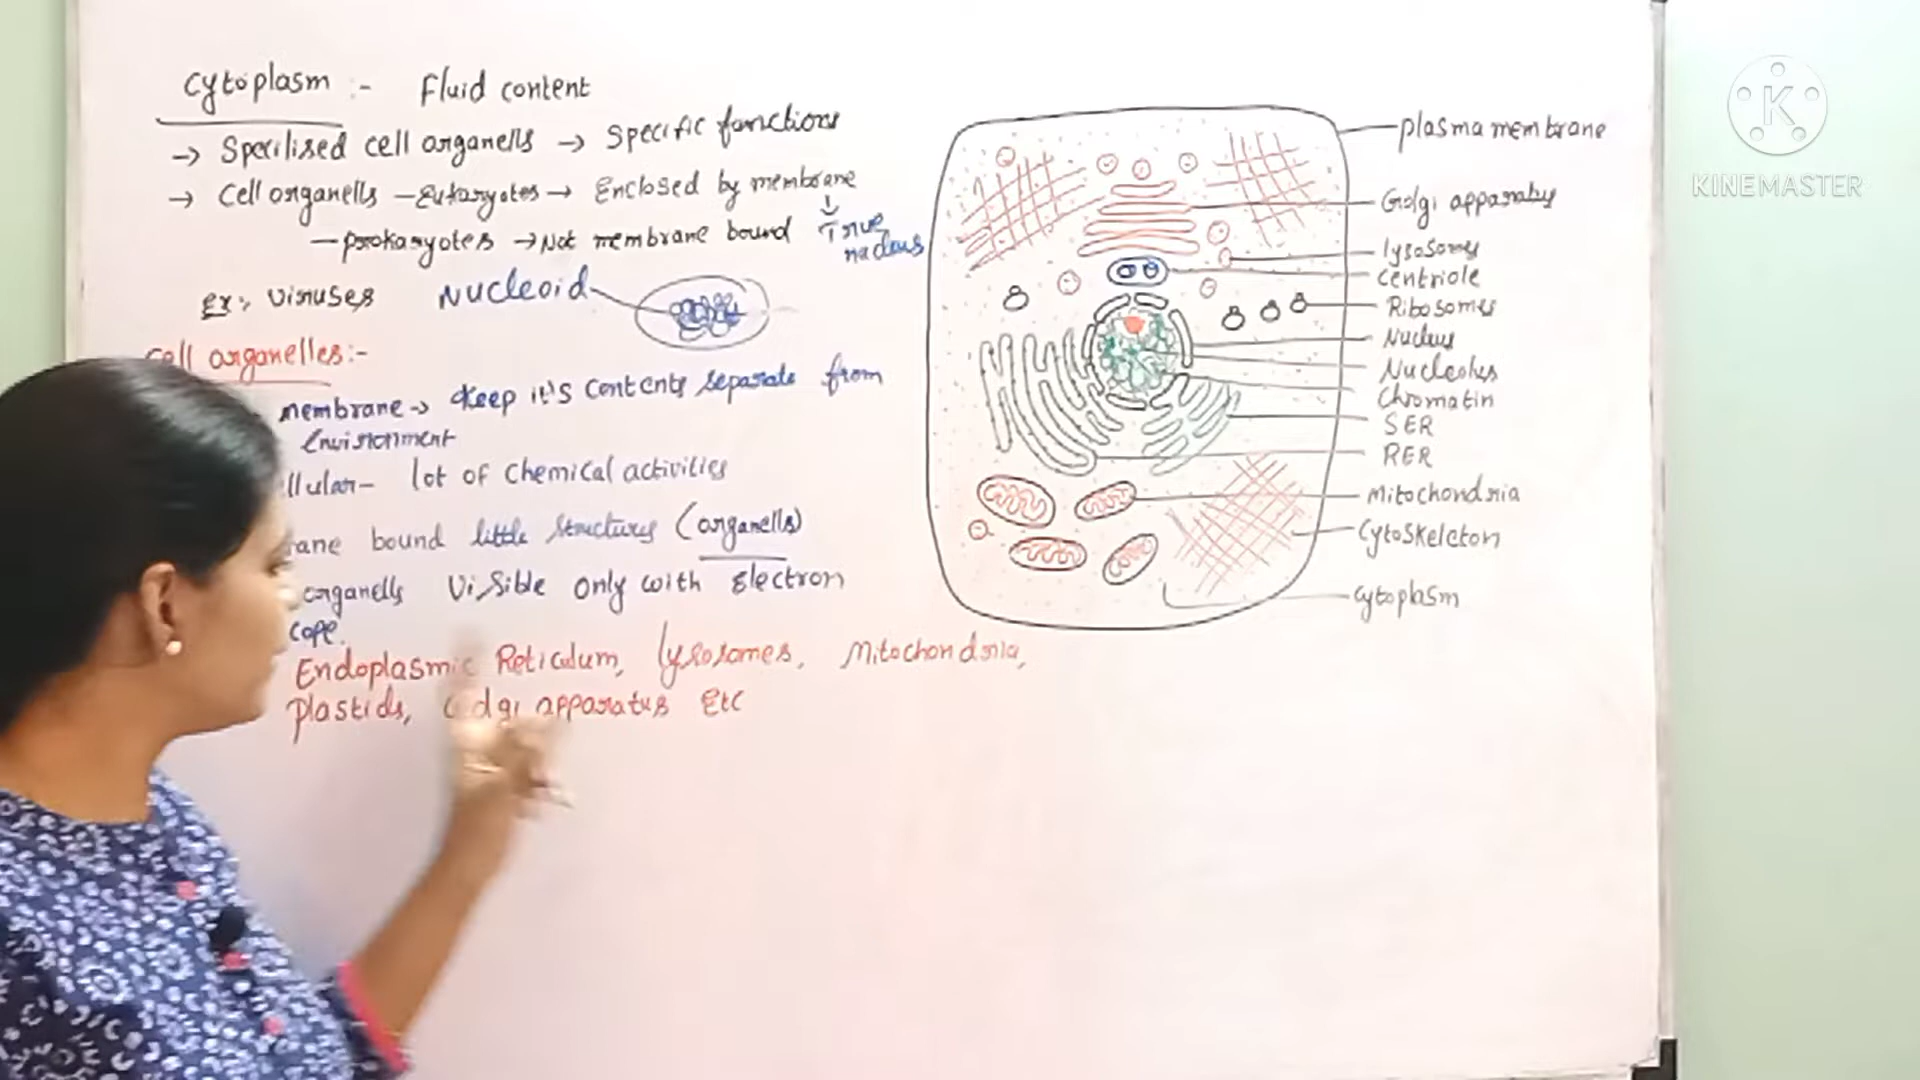 Cytoplasm :- Fluid content
→ Specilised cell organells → Specific functions
→ Cell organells - Eukaryotes → Enclosed by membrane
- prokaryotes → Not membrane bound
True
nucleus
Ex:- Viruses Nucleoid
Cell organelles:-
membrane → Keep it's contents separate from
Environment
llular - lot of chemical activities
ane bound little structures (organells)
organells Visible only with Electron
cope.
Endoplasmic Reticulum, Lysosomes, Mitochondria,
Plastids, Golgi apparatus Etc
plasma membrane
Golgi apparatus
lysosomes
Centriole
Ribosomes
Nucleus
Nucleolus
Chromatin
SER
RER
Mitochondria
Cytoskeleton
Cytoplasm
K
KINEMASTER